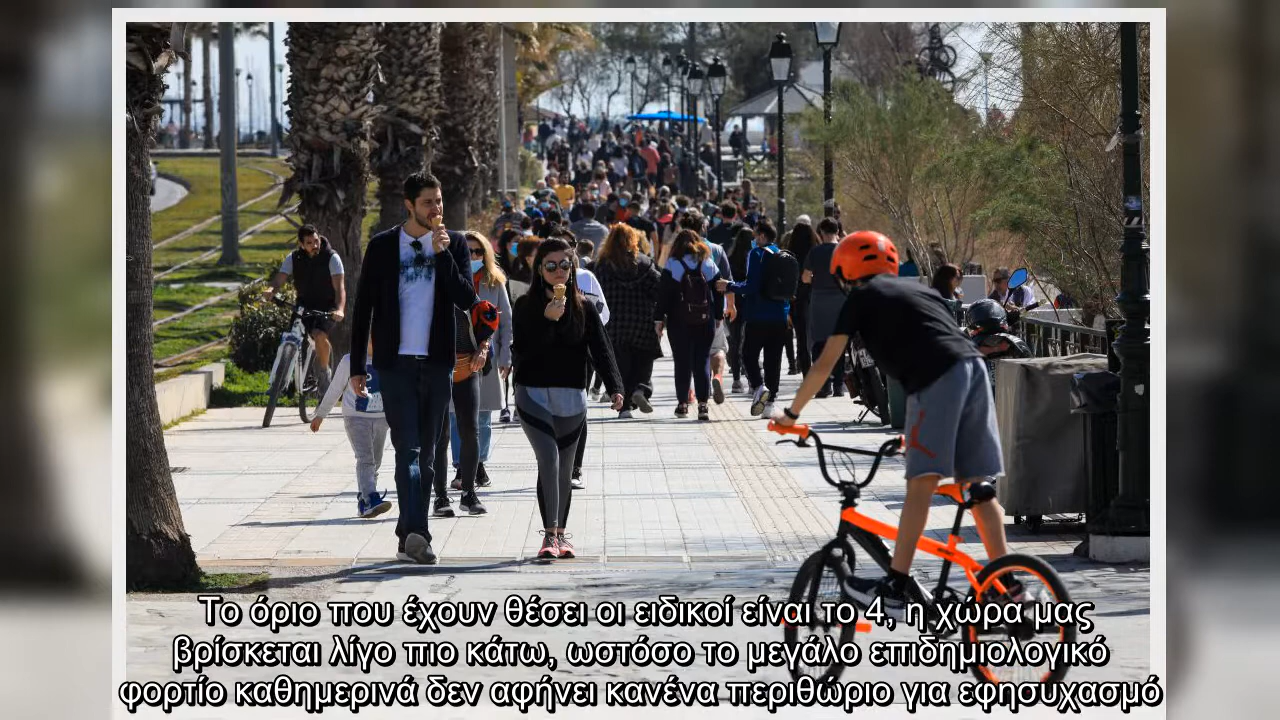 Το όριο που έχουν θέσει οι ειδικοί είναι το 4, η χώρα μας
βρίσκεται λίγο πιο κάτω, ωστόσο το μεγάλο επιδημιολογικό
φορτίο καθημερινά δεν αφήνει κανένα περιθώριο για εφησυχασμό